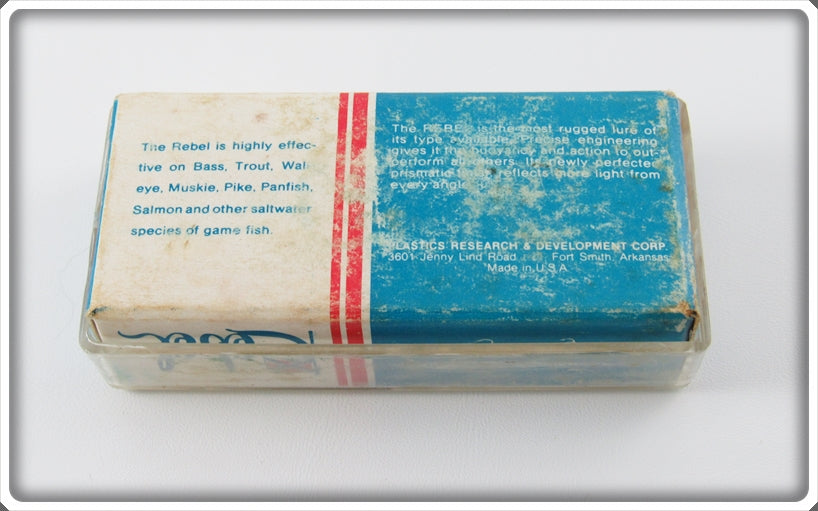 The Rebel is highly effec-
tive on Bass, Trout, Wal-
eye, Muskie, Pike, Panfish,
Salmon and other saltwater
species of game fish.
The REBEL is the most rugged lure of
its type available. Precise engineering
gives it the buoyancy and action to out-
perform all others. Its newly perfected
prismatic reflects more light from
every angle.
PLASTICS RESEARCH & DEVELOPMENT CORP.
3601 Jenny Lind Road Fort Smith, Arkansas
Made in U.S.A.
Rebel